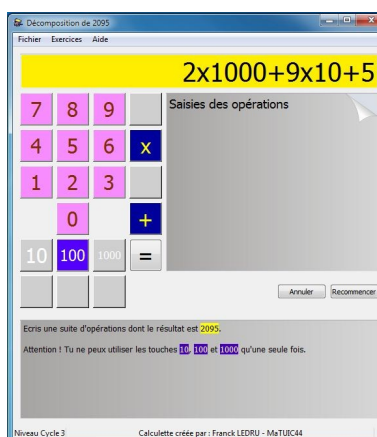 Décomposition de 2095
Fichier Exercices Aide
2x1000+9x10+5
7 8 9
Saisies des opérations
4 5 6 x
1 2 3
0 +
10 100 1000 =
Annuler Recommencer
Ecris une suite d'opérations dont le résultat est 2095.
Attention ! Tu ne peux utiliser les touches 10, 100 et 1000 qu'une seule fois.
Niveau Cycle 3 Calculette créée par : Franck LEDRU - MaTUIC44